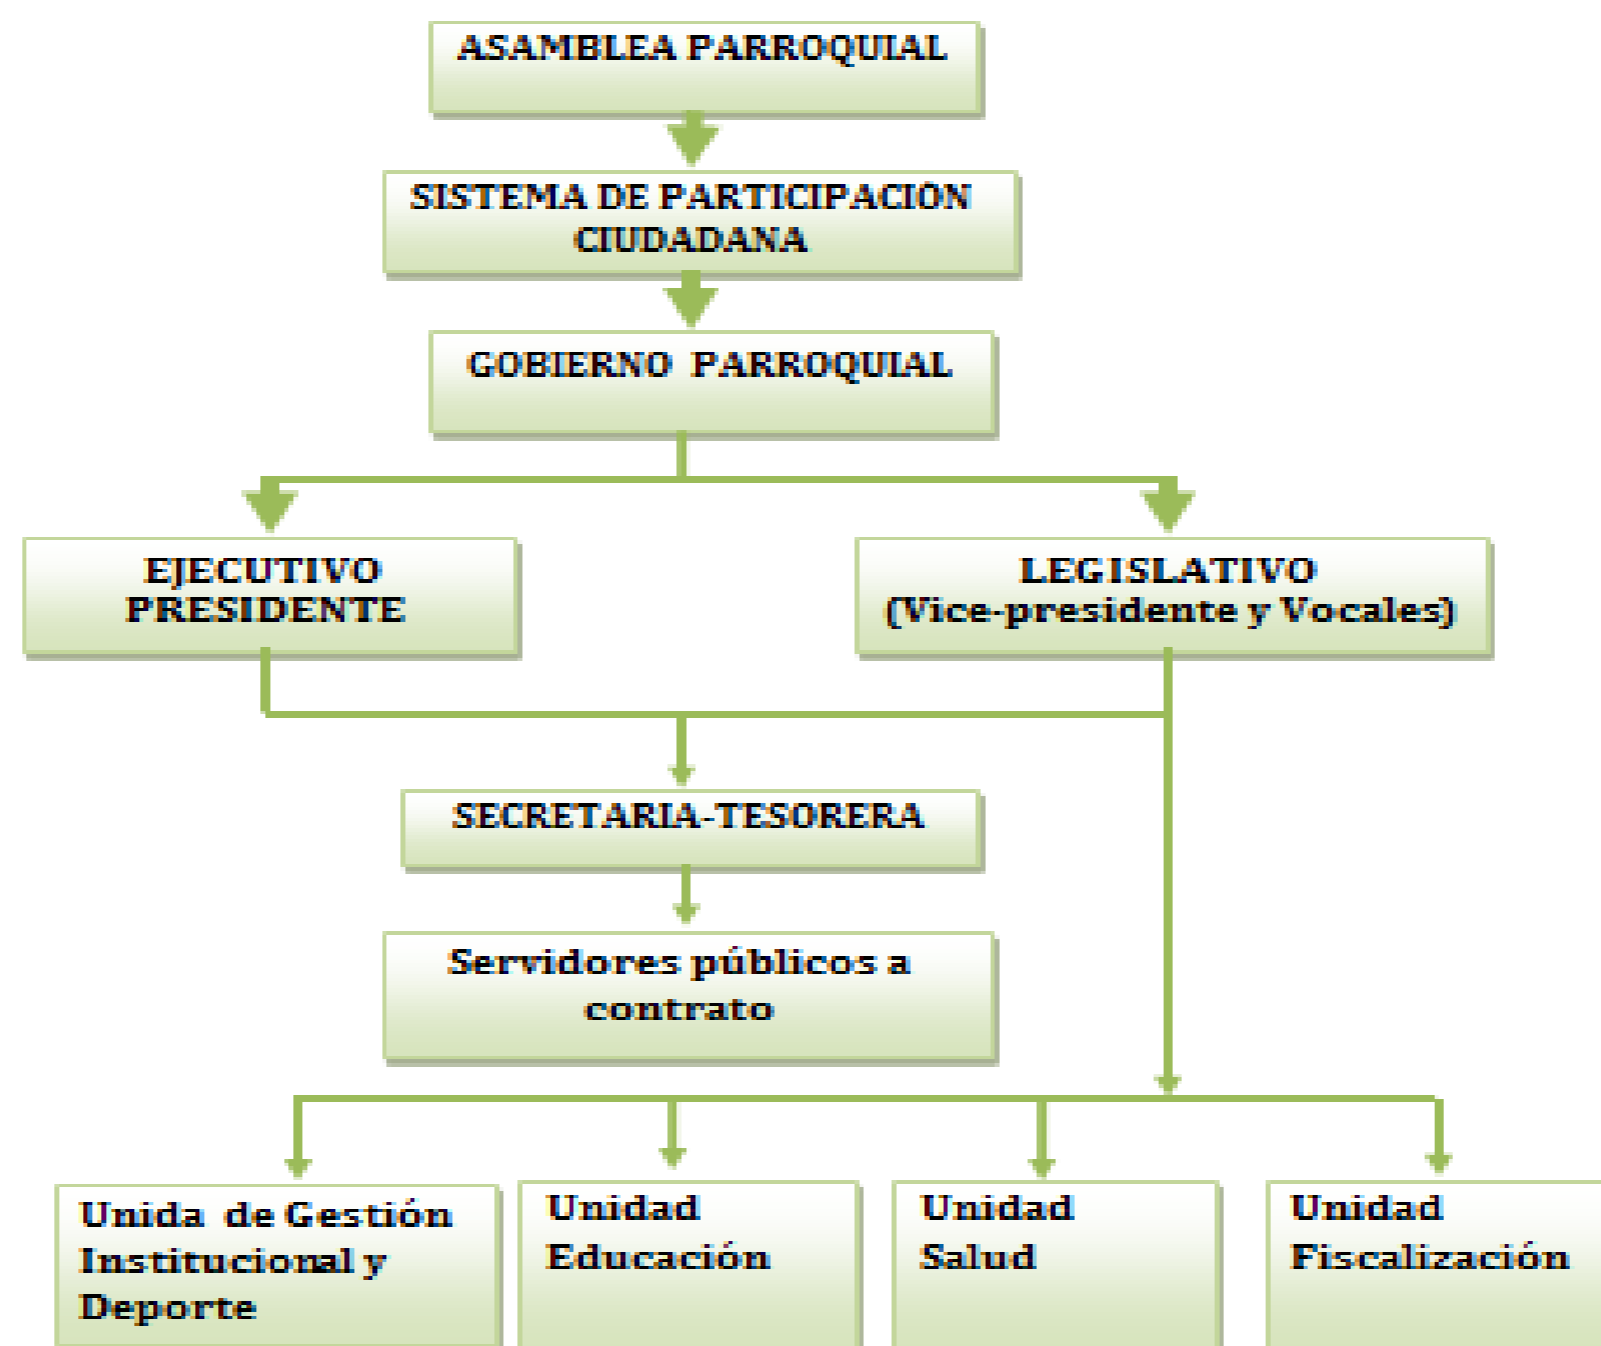 ASAMBLEA PARROQUIAL
SISTEMA DE PARTICIPACIÓN
CIUDADANA
GOBIERNO PARROQUIAL
EJECUTIVO
PRESIDENTE
LEGISLATIVO
(Vice-presidente y Vocales)
SECRETARIA-TESORERA
Servidores públicos a
contrato
Unida de Gestión
Institucional y
Deporte
Unidad
Educación
Unidad
Salud
Unidad
Fiscalización